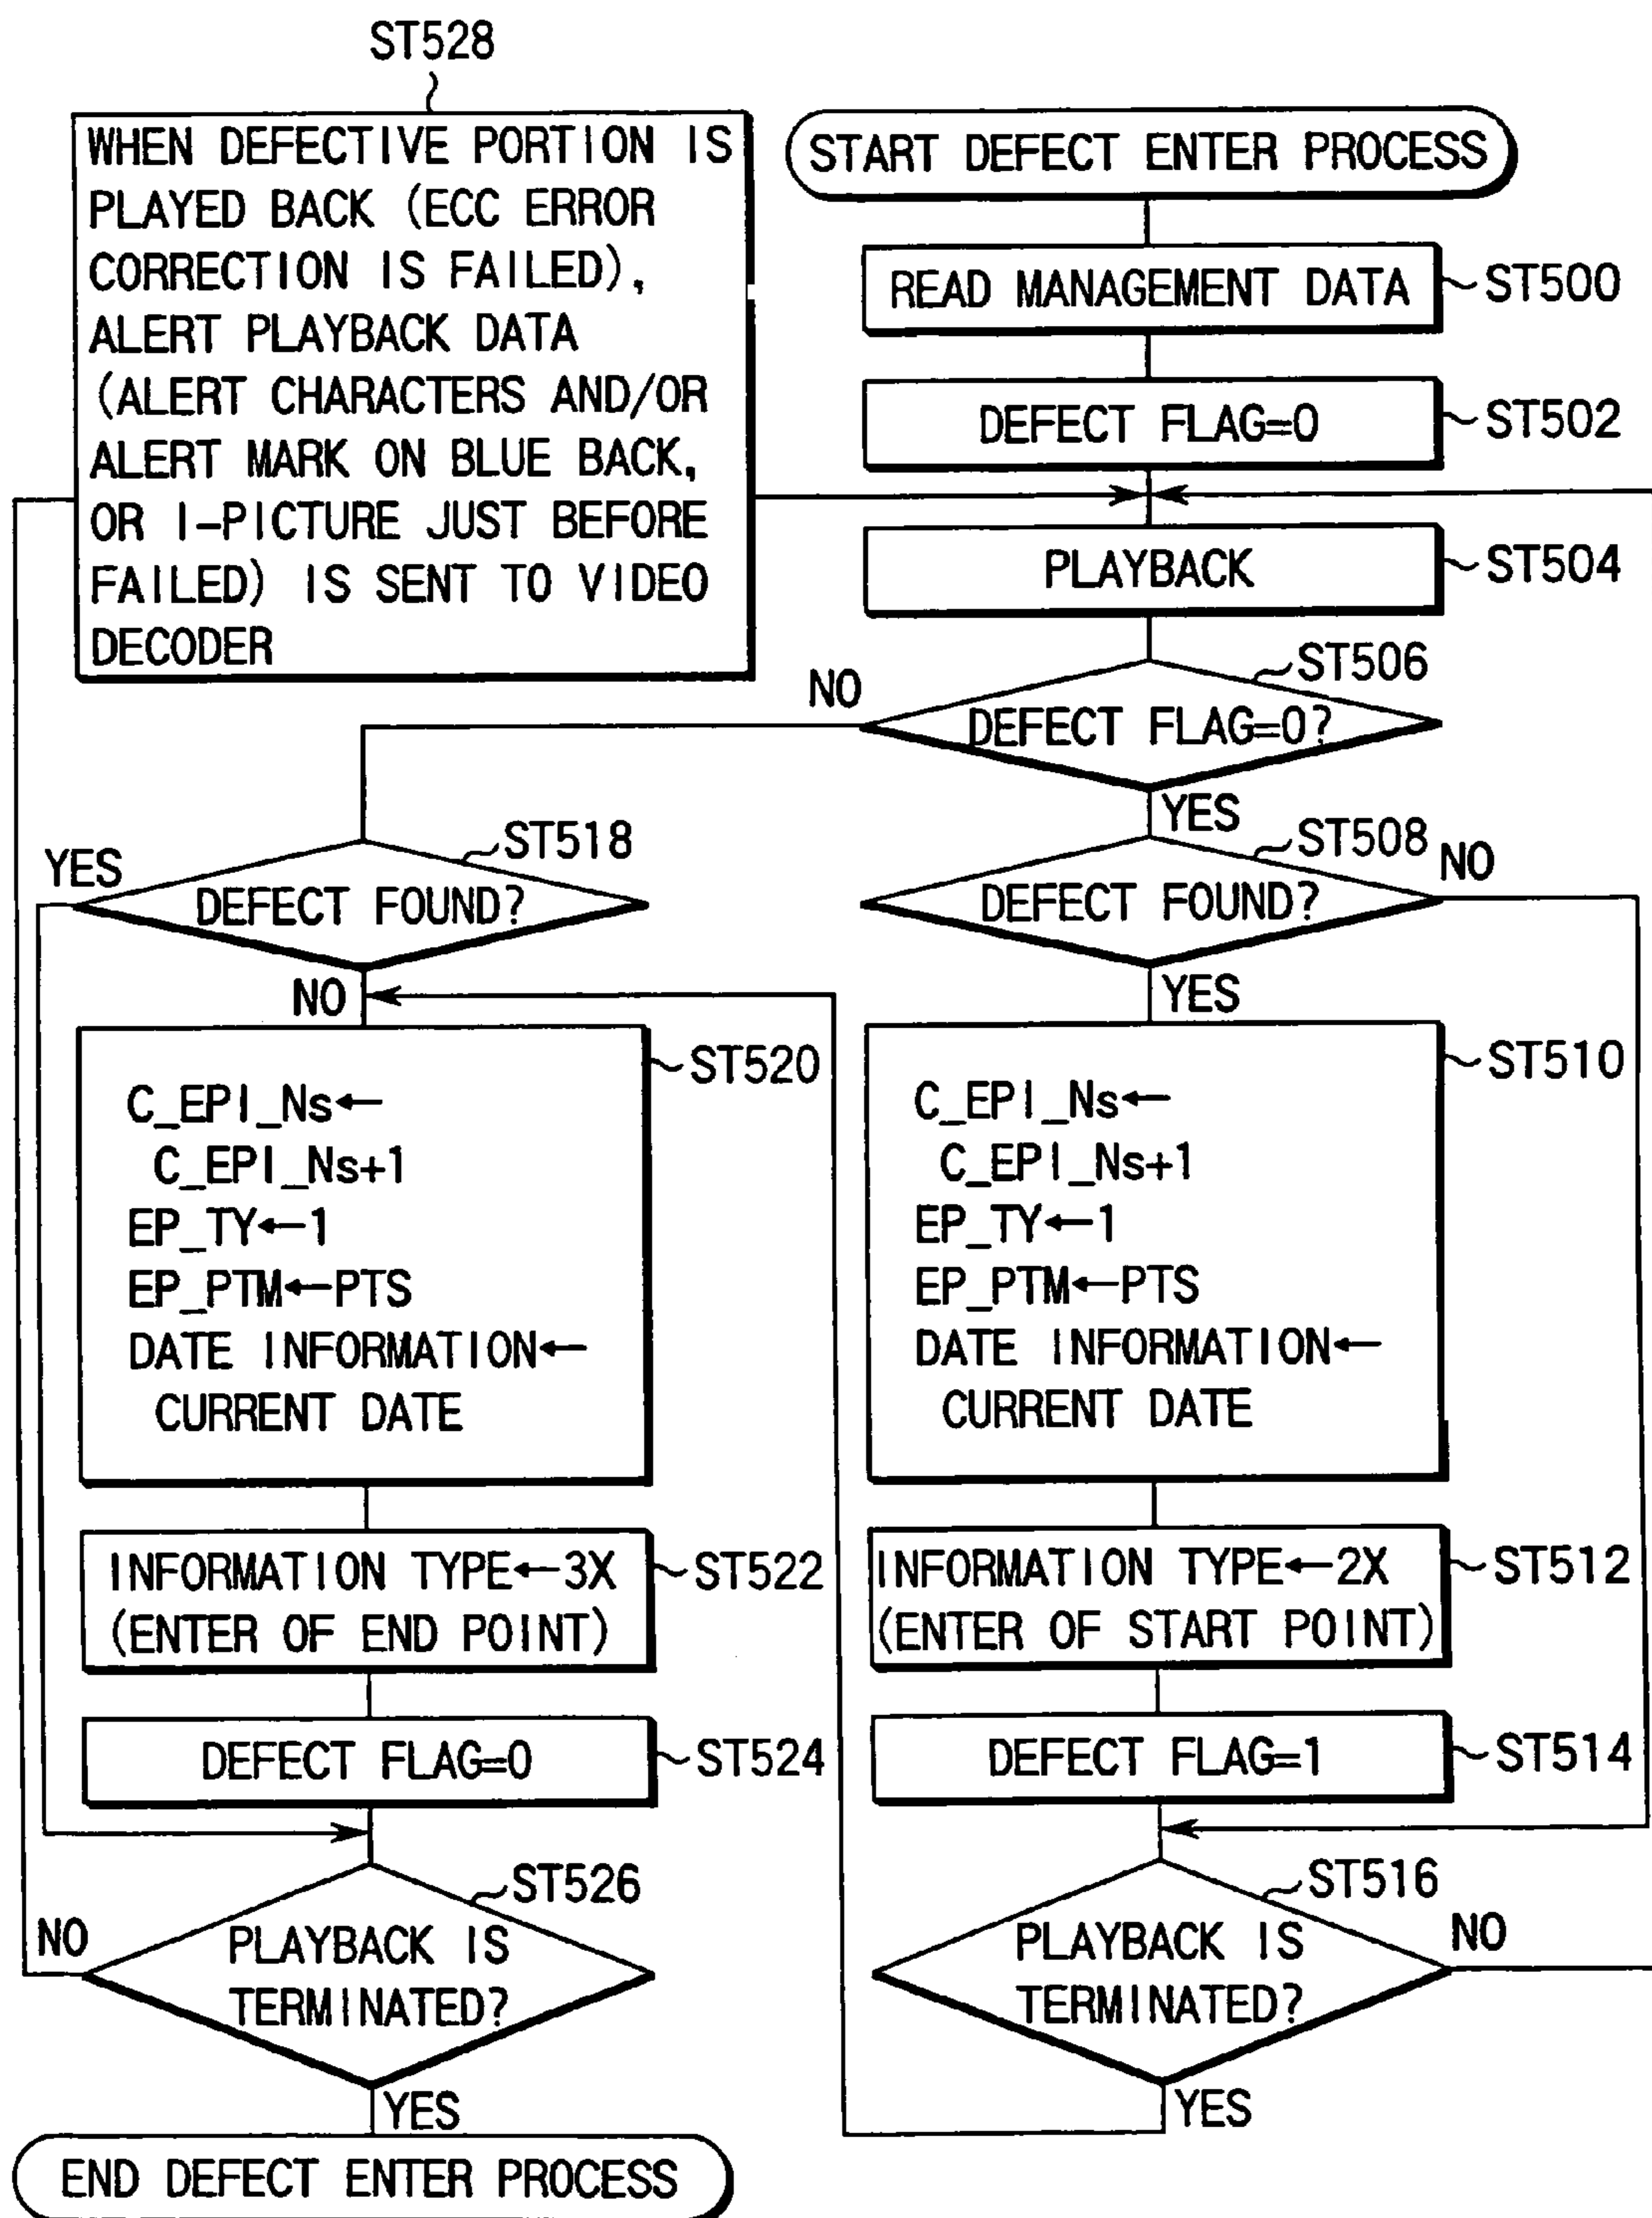 ST528
WHEN DEFECTIVE PORTION IS
PLAYED BACK (ECC ERROR
CORRECTION IS FAILED),
ALERT PLAYBACK DATA
(ALERT CHARACTERS AND/OR
ALERT MARK ON BLUE BACK,
OR I-PICTURE JUST BEFORE
FAILED) IS SENT TO VIDEO
DECODER
START DEFECT ENTER PROCESS
READ MANAGEMENT DATA
ST500
DEFECT FLAG=0
ST502
PLAYBACK
ST504
ST506
DEFECT FLAG=0?
NO
YES
ST518
DEFECT FOUND?
YES
NO
ST508
DEFECT FOUND?
NO
YES
ST520
C_EPI_Ns←
C_EPI_Ns+1
EP_TY←1
EP_PTM←PTS
DATE INFORMATION←
CURRENT DATE
ST510
C_EPI_Ns←
C_EPI_Ns+1
EP_TY←1
EP_PTM←PTS
DATE INFORMATION←
CURRENT DATE
INFORMATION TYPE←3X
(ENTER OF END POINT)
ST522
INFORMATION TYPE←2X
(ENTER OF START POINT)
ST512
DEFECT FLAG=0
ST524
DEFECT FLAG=1
ST514
ST526
PLAYBACK IS
TERMINATED?
NO
YES
ST516
PLAYBACK IS
TERMINATED?
NO
YES
END DEFECT ENTER PROCESS